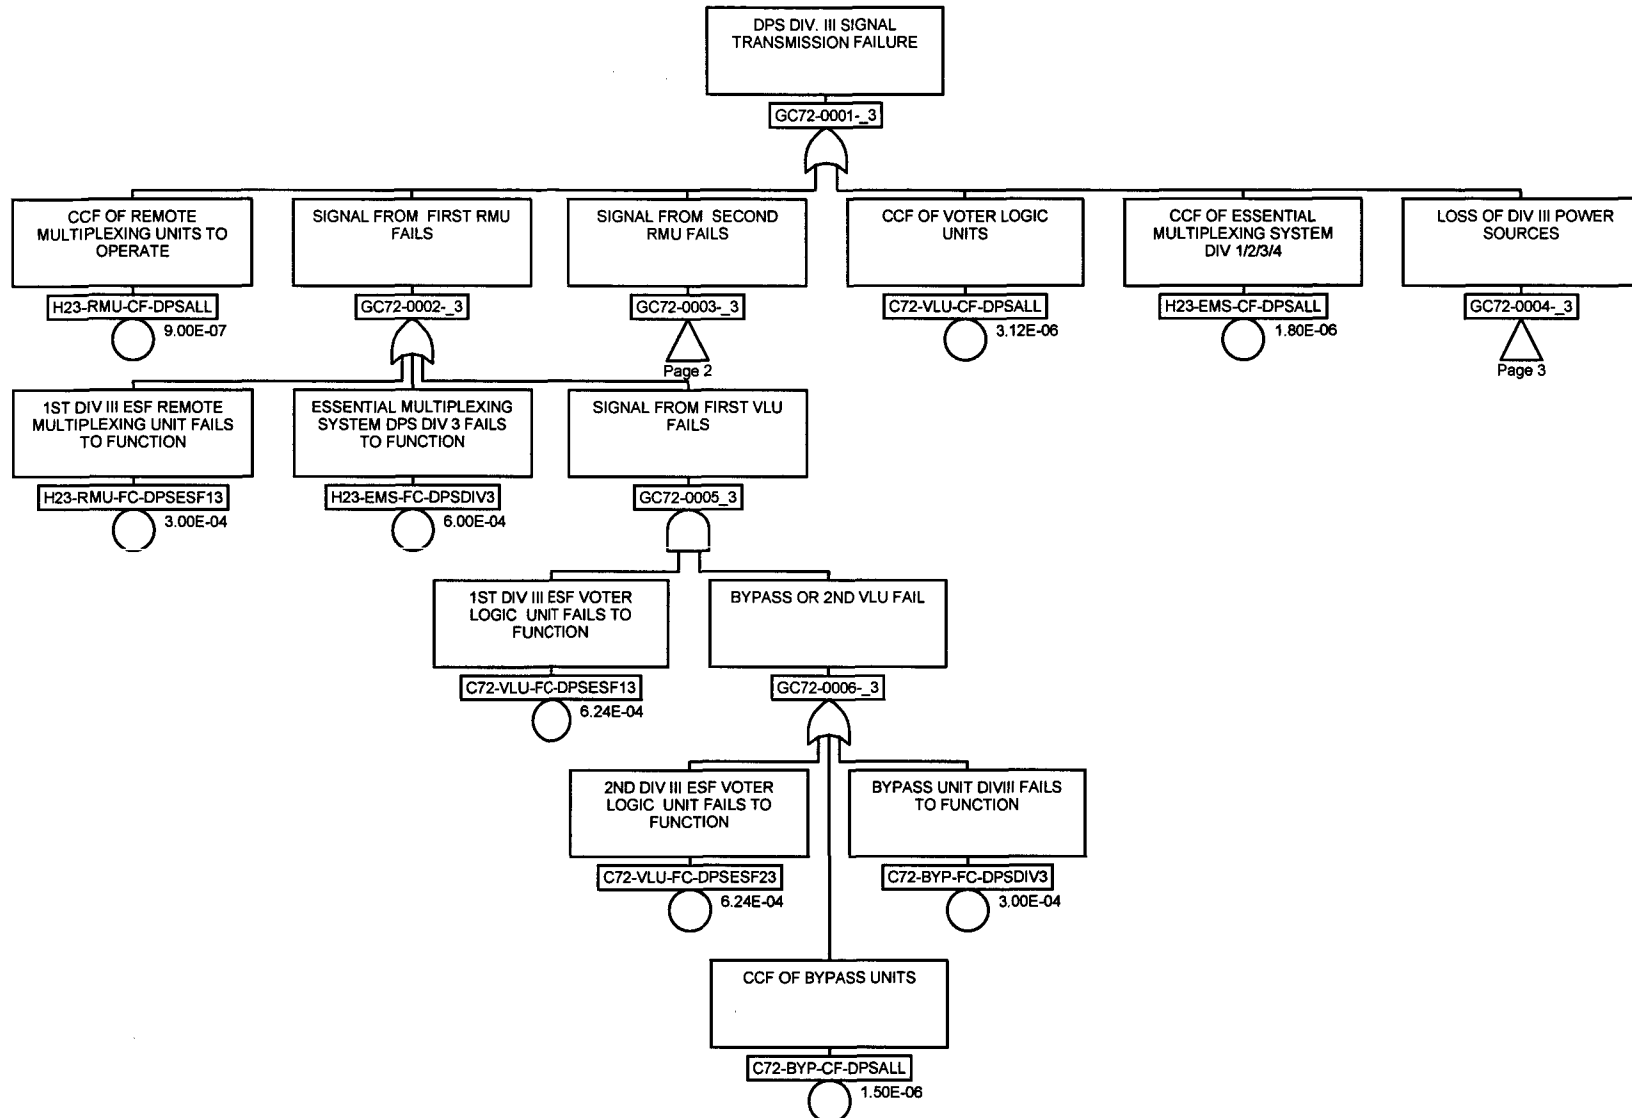 DPS DIV. III SIGNAL
TRANSMISSION FAILURE
GC72-0001-_3
CCF OF REMOTE
MULTIPLEXING UNITS TO
OPERATE
H23-RMU-CF-DPSALL
9.00E-07
SIGNAL FROM FIRST RMU
FAILS
GC72-0002-_3
SIGNAL FROM SECOND
RMU FAILS
GC72-0003-_3
Page 2
CCF OF VOTER LOGIC
UNITS
C72-VLU-CF-DPSALL
3.12E-06
CCF OF ESSENTIAL
MULTIPLEXING SYSTEM
DIV 1/2/3/4
H23-EMS-CF-DPSALL
1.80E-06
LOSS OF DIV III POWER
SOURCES
GC72-0004-_3
Page 3
1ST DIV III ESF REMOTE
MULTIPLEXING UNIT FAILS
TO FUNCTION
H23-RMU-FC-DPSESF13
3.00E-04
ESSENTIAL MULTIPLEXING
SYSTEM DPS DIV 3 FAILS
TO FUNCTION
H23-EMS-FC-DPSDIV3
6.00E-04
SIGNAL FROM FIRST VLU
FAILS
GC72-0005_3
1ST DIV III ESF VOTER
LOGIC UNIT FAILS TO
FUNCTION
C72-VLU-FC-DPSESF13
6.24E-04
BYPASS OR 2ND VLU FAIL
GC72-0006-_3
2ND DIV III ESF VOTER
LOGIC UNIT FAILS TO
FUNCTION
C72-VLU-FC-DPSESF23
6.24E-04
BYPASS UNIT DIVIII FAILS
TO FUNCTION
C72-BYP-FC-DPSDIV3
3.00E-04
CCF OF BYPASS UNITS
C72-BYP-CF-DPSALL
1.50E-06